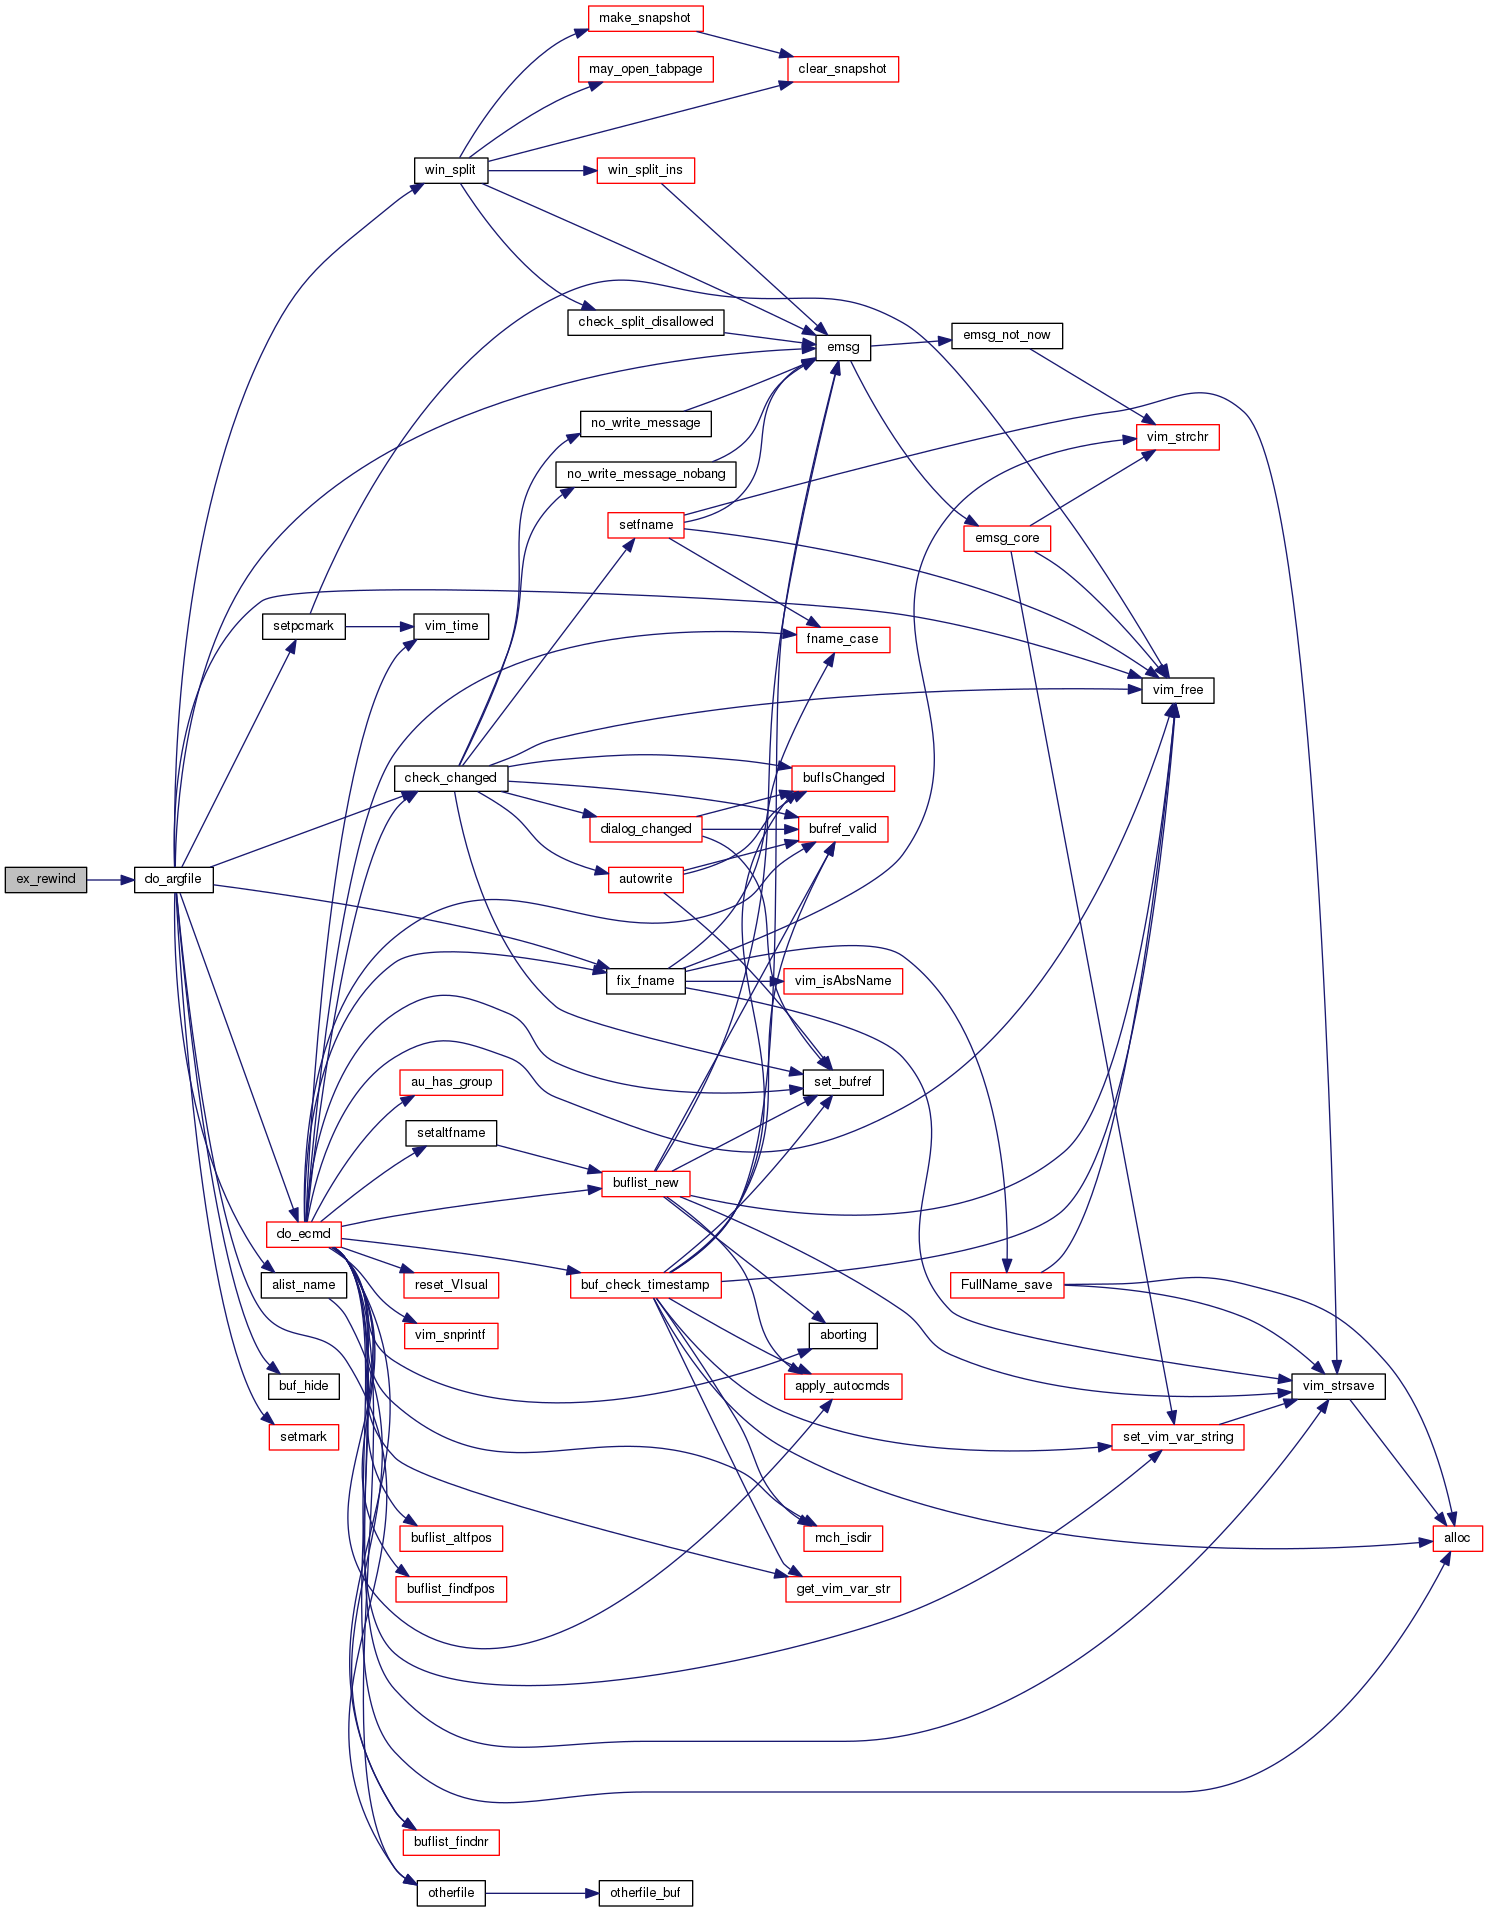 make_snapshot
may_open_tabpage
clear_snapshot
win_split
win_split_ins
check_split_disallowed
emsg
emsg_not_now
no_write_message
vim_strchr
no_write_message_nobang
setfname
emsg_core
setpcmark
vim_time
fname_case
vim_free
check_changed
bufIsChanged
dialog_changed
bufref_valid
ex_rewind
do_argfile
autowrite
fix_fname
vim_isAbsName
au_has_group
set_bufref
setaltfname
buflist_new
do_ecmd
alist_name
reset_VIsual
buf_check_timestamp
FullName_save
vim_snprintf
aborting
buf_hide
apply_autocmds
vim_strsave
setmark
set_vim_var_string
buflist_altfpos
mch_isdir
alloc
buflist_findfpos
get_vim_var_str
buflist_findnr
otherfile
otherfile_buf